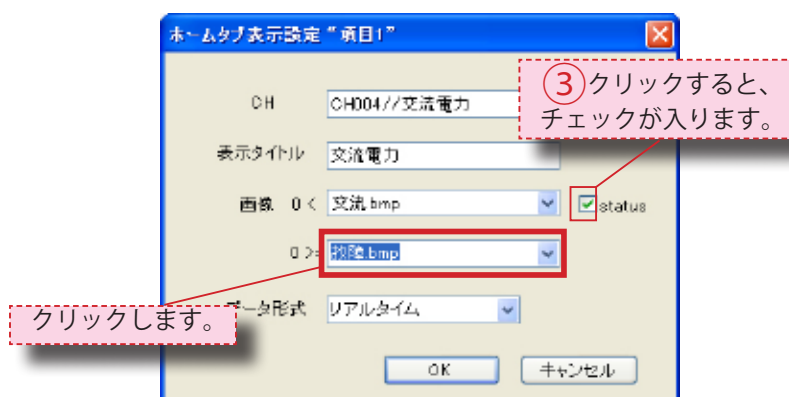 ホームタブ表示設定 "項目1"
③クリックすると、
チェックが入ります。
CH CH004//交流電力
表示タイトル 交流電力
画像 0 < 交流.bmp status
0 >= 故障.bmp
クリックします。
データ形式 リアルタイム
OK キャンセル